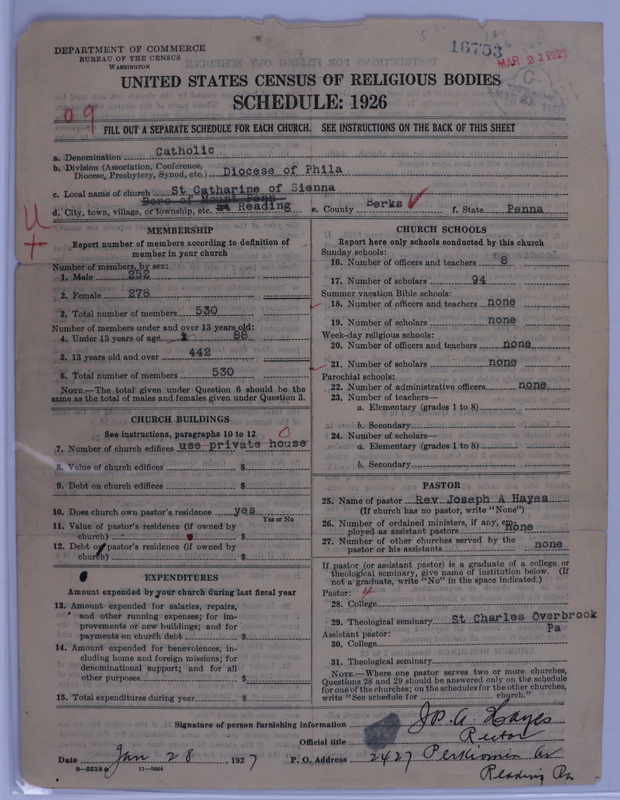 DEPARTMENT OF COMMERCE
BUREAU OF THE CENSUS
WASHINGTON
16753
MAR 21 1927
UNITED STATES CENSUS OF RELIGIOUS BODIES
SCHEDULE: 1926
09
FILL OUT A SEPARATE SCHEDULE FOR EACH CHURCH. SEE INSTRUCTIONS ON THE BACK OF THIS SHEET
a. Denomination Catholic
b. Division (Association, Conference, Diocese, Presbytery, Synod, etc.) Diocese of Phila
c. Local name of church St Catharine of Sienna
Boro of Mount Penn
d. City, town, village, or township, etc. at Reading e. County Berks f. State Penna
MEMBERSHIP
Report number of members according to definition of
member in your church
Number of members, by sex:
1. Male 252
2. Female 278
3. Total number of members 530
Number of members under and over 13 years old:
4. Under 13 years of age 88
5. 13 years old and over 442
6. Total number of members 530
NOTE.—The total given under Question 6 should be the
same as the total of males and females given under Question 3.
CHURCH BUILDINGS
See instructions, paragraphs 10 to 12
0
7. Number of church edifices use private house
8. Value of church edifices $
9. Debt on church edifices $
10. Does church own pastor's residence yes
Yes or No
11. Value of pastor's residence (if owned by
church) $
12. Debt on pastor's residence (if owned by
church) $
EXPENDITURES
Amount expended by your church during last fiscal year
13. Amount expended for salaries, repairs,
and other running expenses; for im-
provements or new buildings; and for
payments on church debt $
14. Amount expended for benevolences, in-
cluding home and foreign missions; for
denominational support; and for all
other purposes $
15. Total expenditures during year $
CHURCH SCHOOLS
Report here only schools conducted by this church
Sunday schools:
16. Number of officers and teachers 8
17. Number of scholars 94
Summer vacation Bible schools:
18. Number of officers and teachers none
19. Number of scholars none
Week-day religious schools:
20. Number of officers and teachers none
21. Number of scholars none
Parochial schools:
22. Number of administrative officers none
23. Number of teachers—
a. Elementary (grades 1 to 8)
b. Secondary
24. Number of scholars—
a. Elementary (grades 1 to 8)
b. Secondary
PASTOR
25. Name of pastor Rev Joseph A Hayes
(If church has no pastor, write "None")
26. Number of ordained ministers, if any, em-
ployed as assistant pastors none
27. Number of other churches served by the
pastor or his assistants none
If pastor (or assistant pastor) is a graduate of a college or
theological seminary, give name of institution below. (If
not a graduate, write "No" in the space indicated.)
Pastor:
28. College
29. Theological seminary St Charles Overbrook
Pa
Assistant pastor:
30. College
31. Theological seminary
NOTE.—Where one pastor serves two or more churches,
Questions 28 and 29 should be answered only on the schedule
for one of the churches; on the schedules for the other churches,
write "See schedule for church."
Signature of person furnishing information Jos. A. Hayes
Official title Rector
Date Jan 28 1927 P. O. Address 2427 Perkiomen av
Reading Pa
8—5518a 11—9664